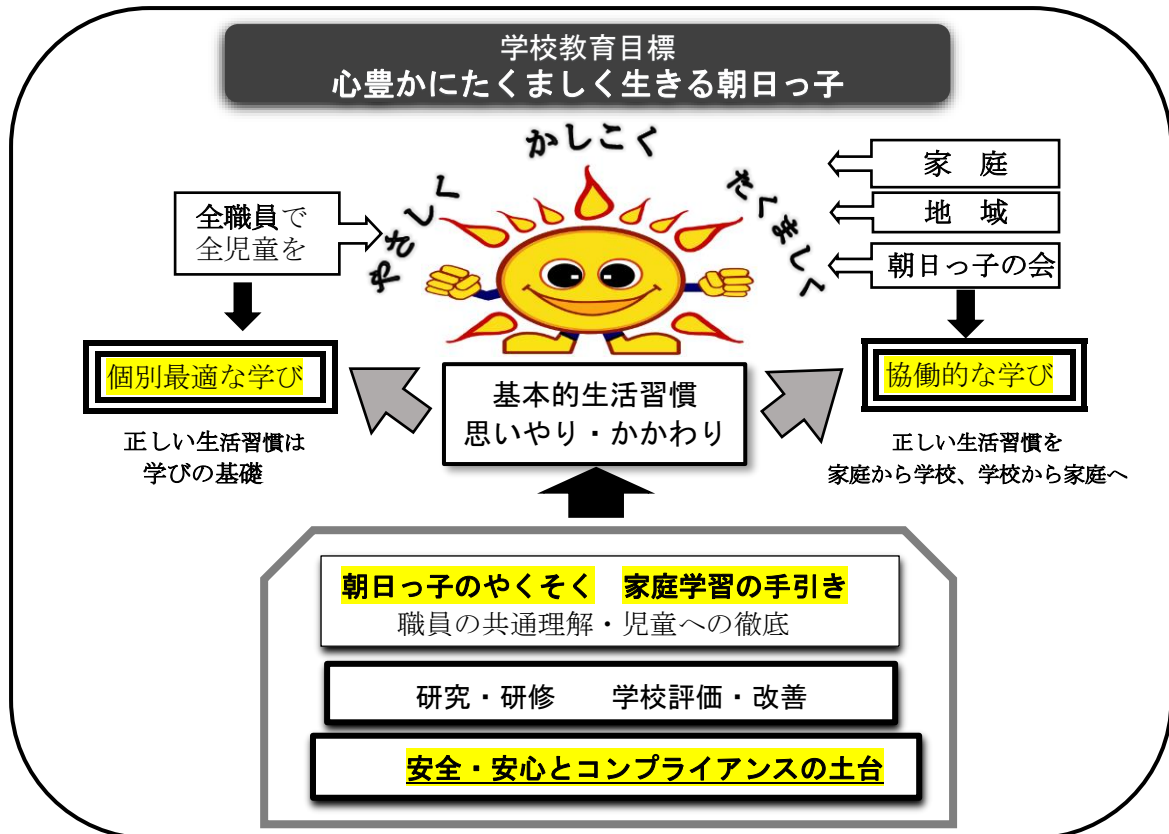 学校教育目標
心豊かにたくましく生きる朝日っ子
かしこく
やさしく
たくましく
全職員で
全児童を
家　庭
地　域
朝日っ子の会
個別最適な学び
正しい生活習慣は
学びの基礎
基本的生活習慣
思いやり・かかわり
協働的な学び
正しい生活習慣を
家庭から学校、学校から家庭へ
朝日っ子のやくそく　家庭学習の手引き
職員の共通理解・児童への徹底
研究・研修　　学校評価・改善
安全・安心とコンプライアンスの土台